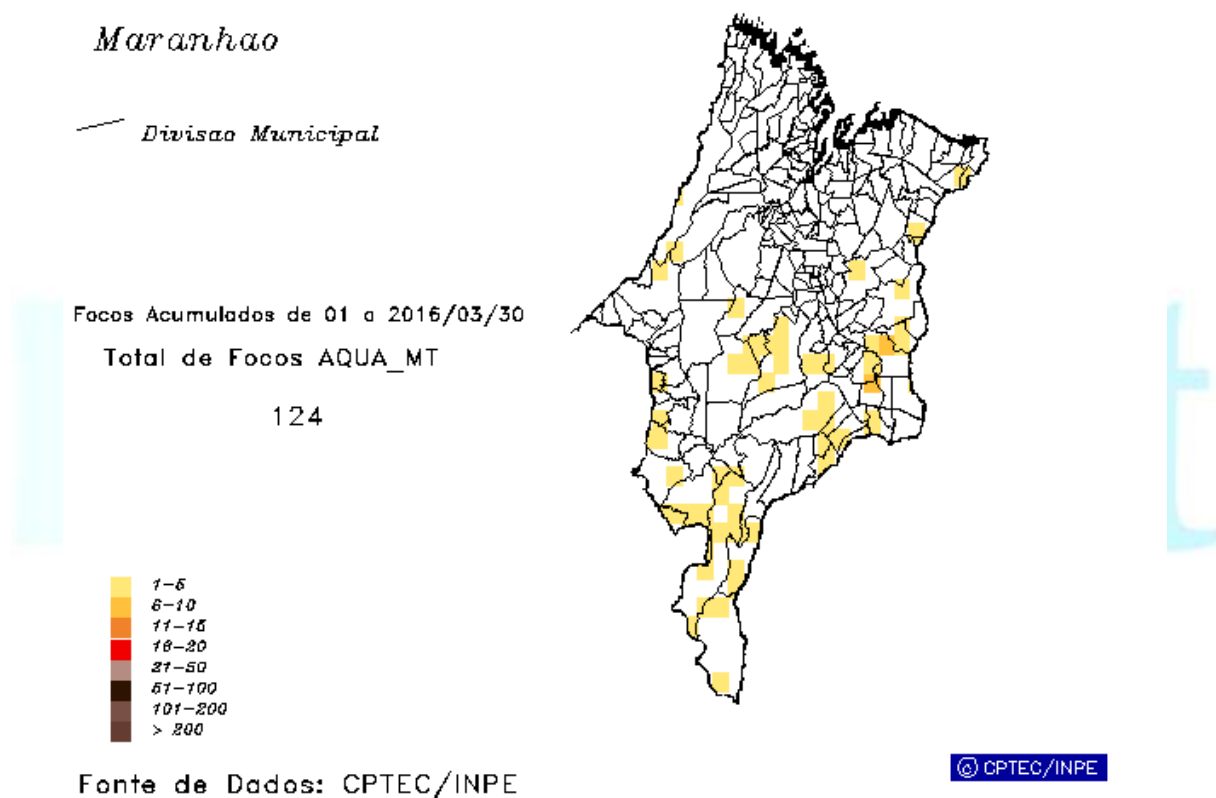 Maranhao
Divisao Municipal
Focos Acumulados de 01 a 2016/03/30
Total de Focos AQUA_MT
124
1-5
6-10
11-15
16-20
21-50
51-100
101-200
> 200
Fonte de Dados: CPTEC/INPE
© CPTEC/INPE